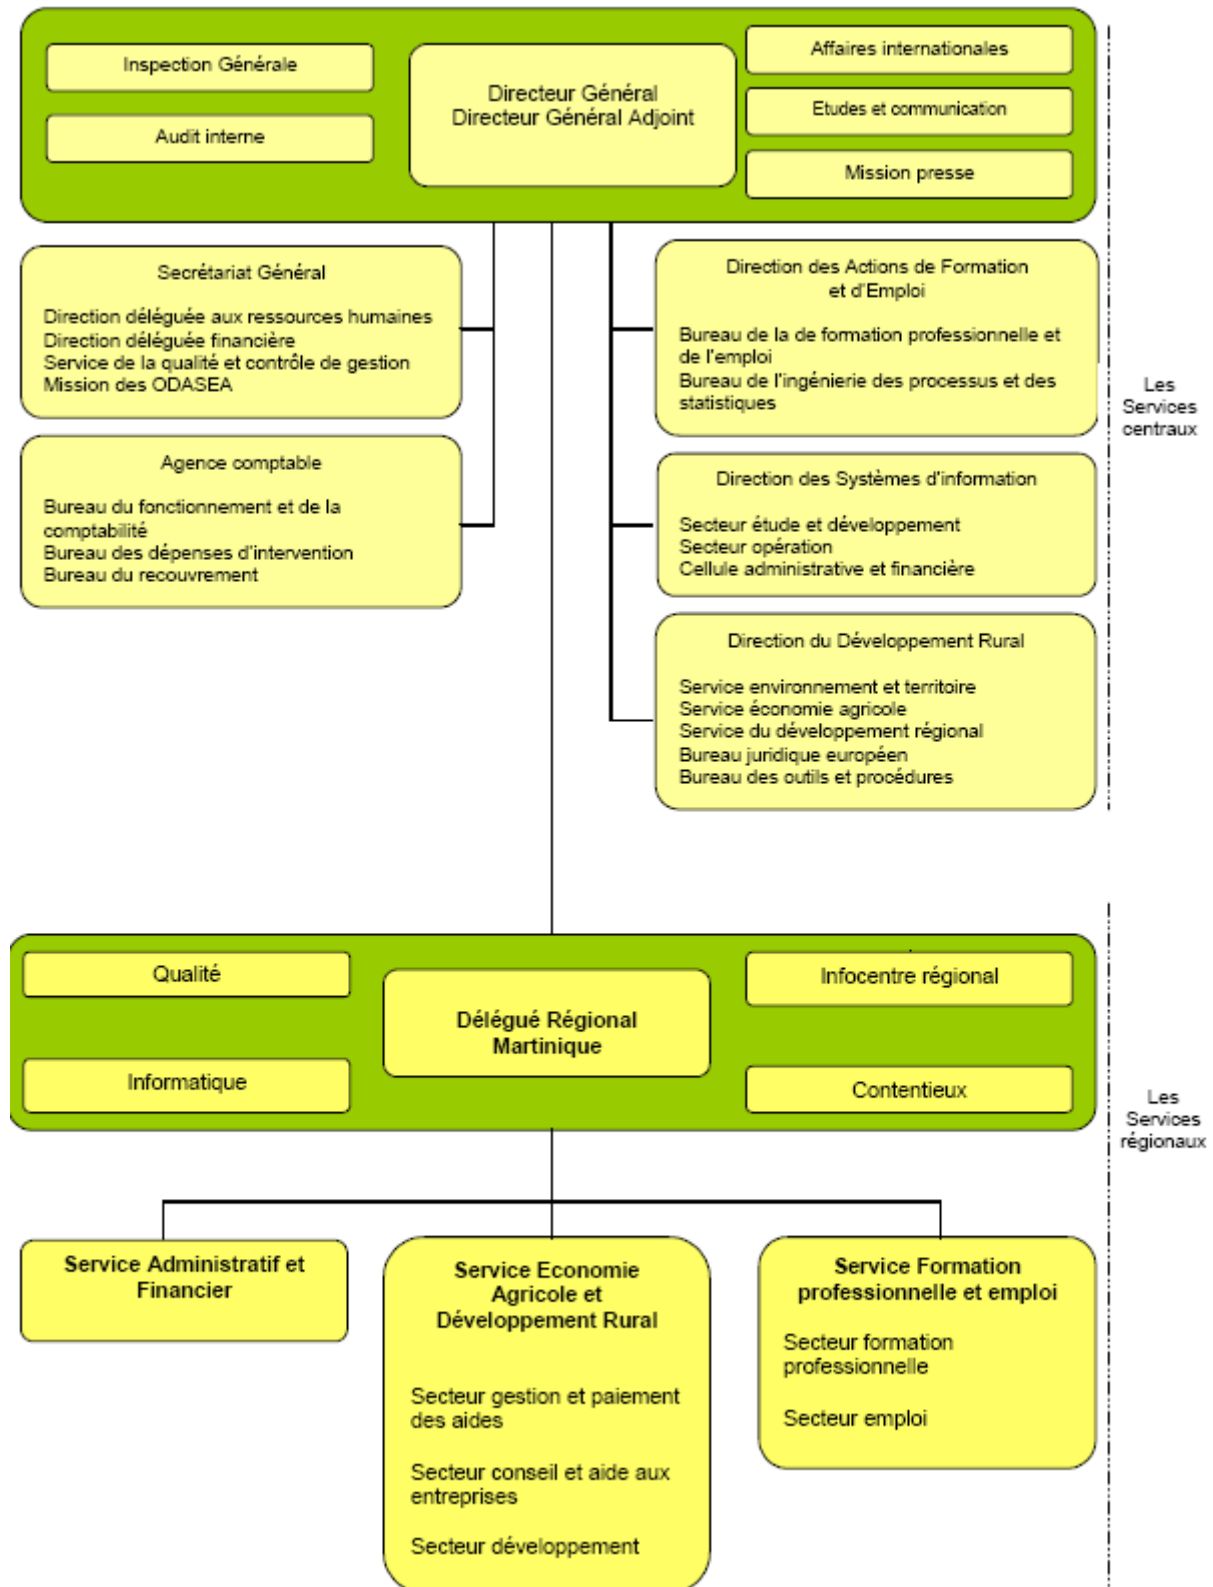 Inspection Générale
Audit interne
Directeur Général
Directeur Général Adjoint
Affaires internationales
Etudes et communication
Mission presse
Secrétariat Général
Direction déléguée aux ressources humaines
Direction déléguée financière
Service de la qualité et contrôle de gestion
Mission des ODASEA
Agence comptable
Bureau du fonctionnement et de la
comptabilité
Bureau des dépenses d'intervention
Bureau du recouvrement
Direction des Actions de Formation
et d'Emploi
Bureau de la de formation professionnelle et
de l'emploi
Bureau de l'ingénierie des processus et des
statistiques
Direction des Systèmes d'information
Secteur étude et développement
Secteur opération
Cellule administrative et financière
Direction du Développement Rural
Service environnement et territoire
Service économie agricole
Service du développement régional
Bureau juridique européen
Bureau des outils et procédures
Les
Services
centraux
Qualité
Informatique
Délégué Régional
Martinique
Infocentre régional
Contentieux
Les
Services
régionaux
Service Administratif et
Financier
Service Economie
Agricole et
Développement Rural
Secteur gestion et paiement
des aides
Secteur conseil et aide aux
entreprises
Secteur développement
Service Formation
professionnelle et emploi
Secteur formation
professionnelle
Secteur emploi